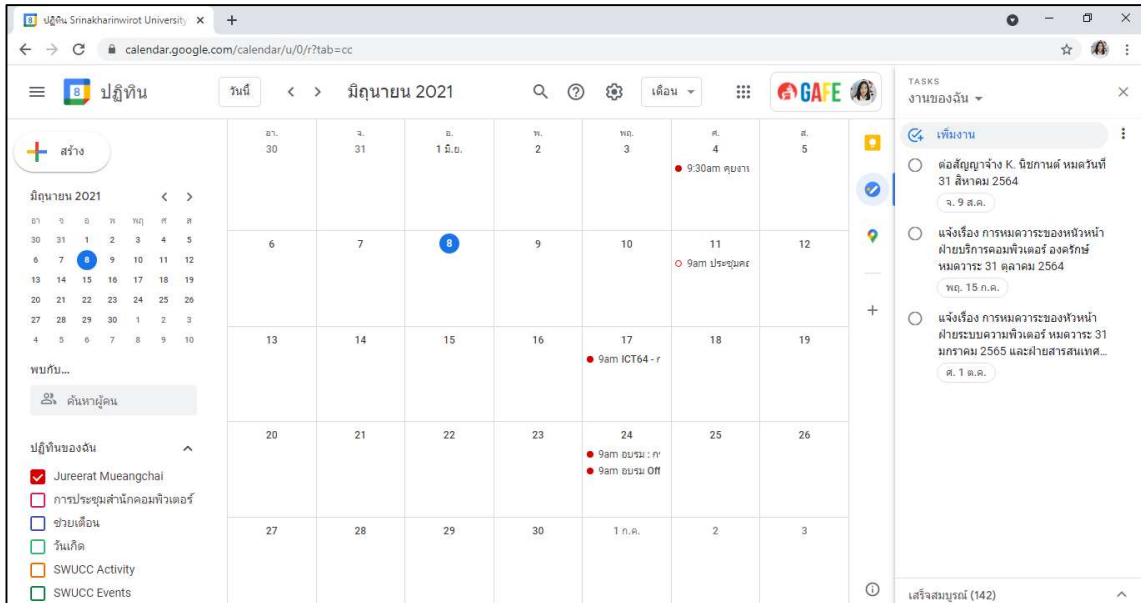 ปฏิทิน Srinakharinwirot University
calendar.google.com/calendar/u/0/r?tab=cc
8 ปฏิทิน
วันนี้
มิถุนายน 2021
เดือน
GAFE
สร้าง
มิถุนายน 2021
อา จ อ พ พฤ ศ ส
30 31 1 2 3 4 5
6 7 8 9 10 11 12
13 14 15 16 17 18 19
20 21 22 23 24 25 26
27 28 29 30 1 2 3
4 5 6 7 8 9 10
พบกับ...
ค้นหาผู้คน
ปฏิทินของฉัน
Jureerat Mueangchai
การประชุมสำนักคอมพิวเตอร์
ช่วยเตือน
วันเกิด
SWUCC Activity
SWUCC Events
อา. จ. อ. พ. พฤ. ศ. ส.
30 31 1 มิ.ย. 2 3 4 5
9:30am คุยงา
6 7 8 9 10 11 12
9am ประชุมค
13 14 15 16 17 18 19
9am ICT64 - ก
20 21 22 23 24 25 26
9am อบรม : ก
9am อบรม Off
27 28 29 30 1 ก.ค. 2 3
TASKS
งานของฉัน
เพิ่มงาน
ต่อสัญญาจ้าง K. นิชกานต์ หมดวันที่
31 สิหาคม 2564
จ. 9 ส.ค.
แจ้งเรื่อง การหมดวาระของหนัวหน้า
ฝ่ายบริการคอมพิวเตอร์ องครักษ์
หมดวาระ 31 ตุลาคม 2564
พฤ. 15 ก.ค.
แจ้งเรื่อง การหมดวาระของหัวหน้า
ฝ่ายระบบความพิวเตอร์ หมดวาระ 31
มกราคม 2565 และฝ่ายสารสนเทศ...
ศ. 1 ต.ค.
เสร็จสมบูรณ์ (142)